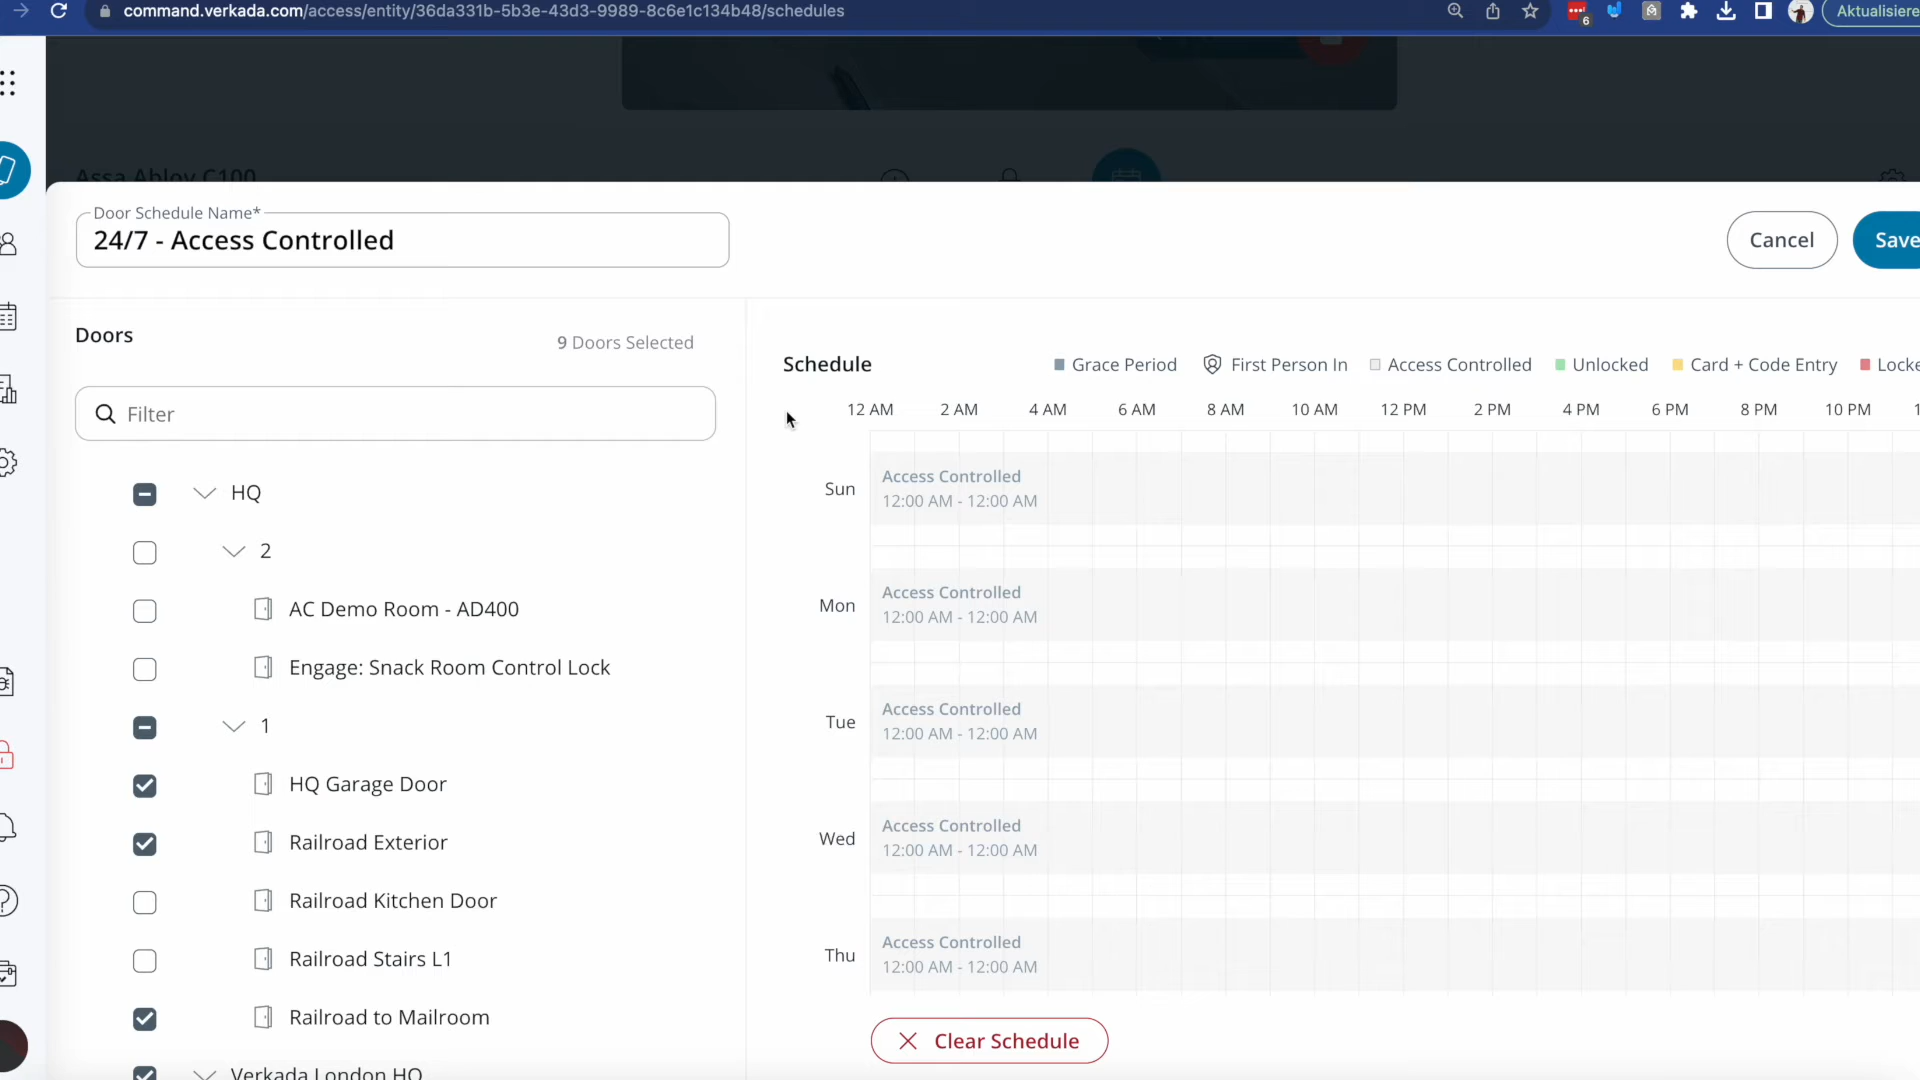 command.verkada.com/access/entity/36da331b-5b3e-43d3-9989-8c6e1c134b48/schedules
6
Aktualisiere
Assa Abloy C100
Door Schedule Name*
24/7 - Access Controlled
Cancel
Save
Doors
9 Doors Selected
Filter
HQ
2
AC Demo Room - AD400
Engage: Snack Room Control Lock
1
HQ Garage Door
Railroad Exterior
Railroad Kitchen Door
Railroad Stairs L1
Railroad to Mailroom
Verkada London HQ
Schedule
Grace Period
First Person In
Access Controlled
Unlocked
Card + Code Entry
Locke
12 AM 2 AM 4 AM 6 AM 8 AM 10 AM 12 PM 2 PM 4 PM 6 PM 8 PM 10 PM 1
Sun
Access Controlled
12:00 AM - 12:00 AM
Mon
Access Controlled
12:00 AM - 12:00 AM
Tue
Access Controlled
12:00 AM - 12:00 AM
Wed
Access Controlled
12:00 AM - 12:00 AM
Thu
Access Controlled
12:00 AM - 12:00 AM
Clear Schedule